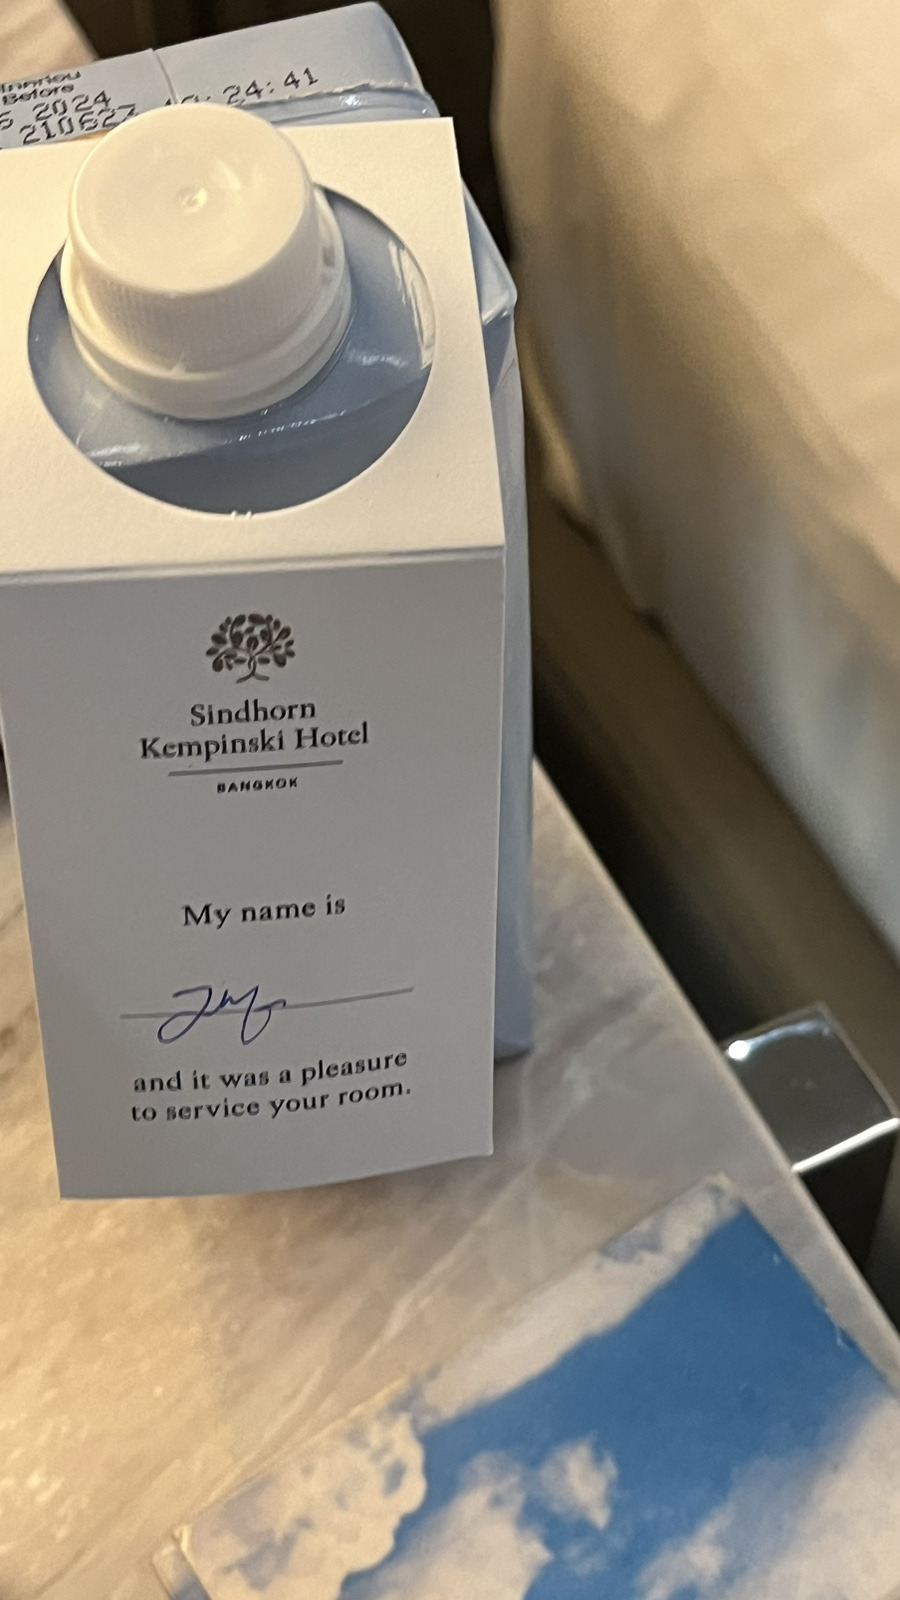 Before
2024
210627 24:41
Sindhorn
Kempinski Hotel
BANGKOK
My name is
and it was a pleasure
to service your room.